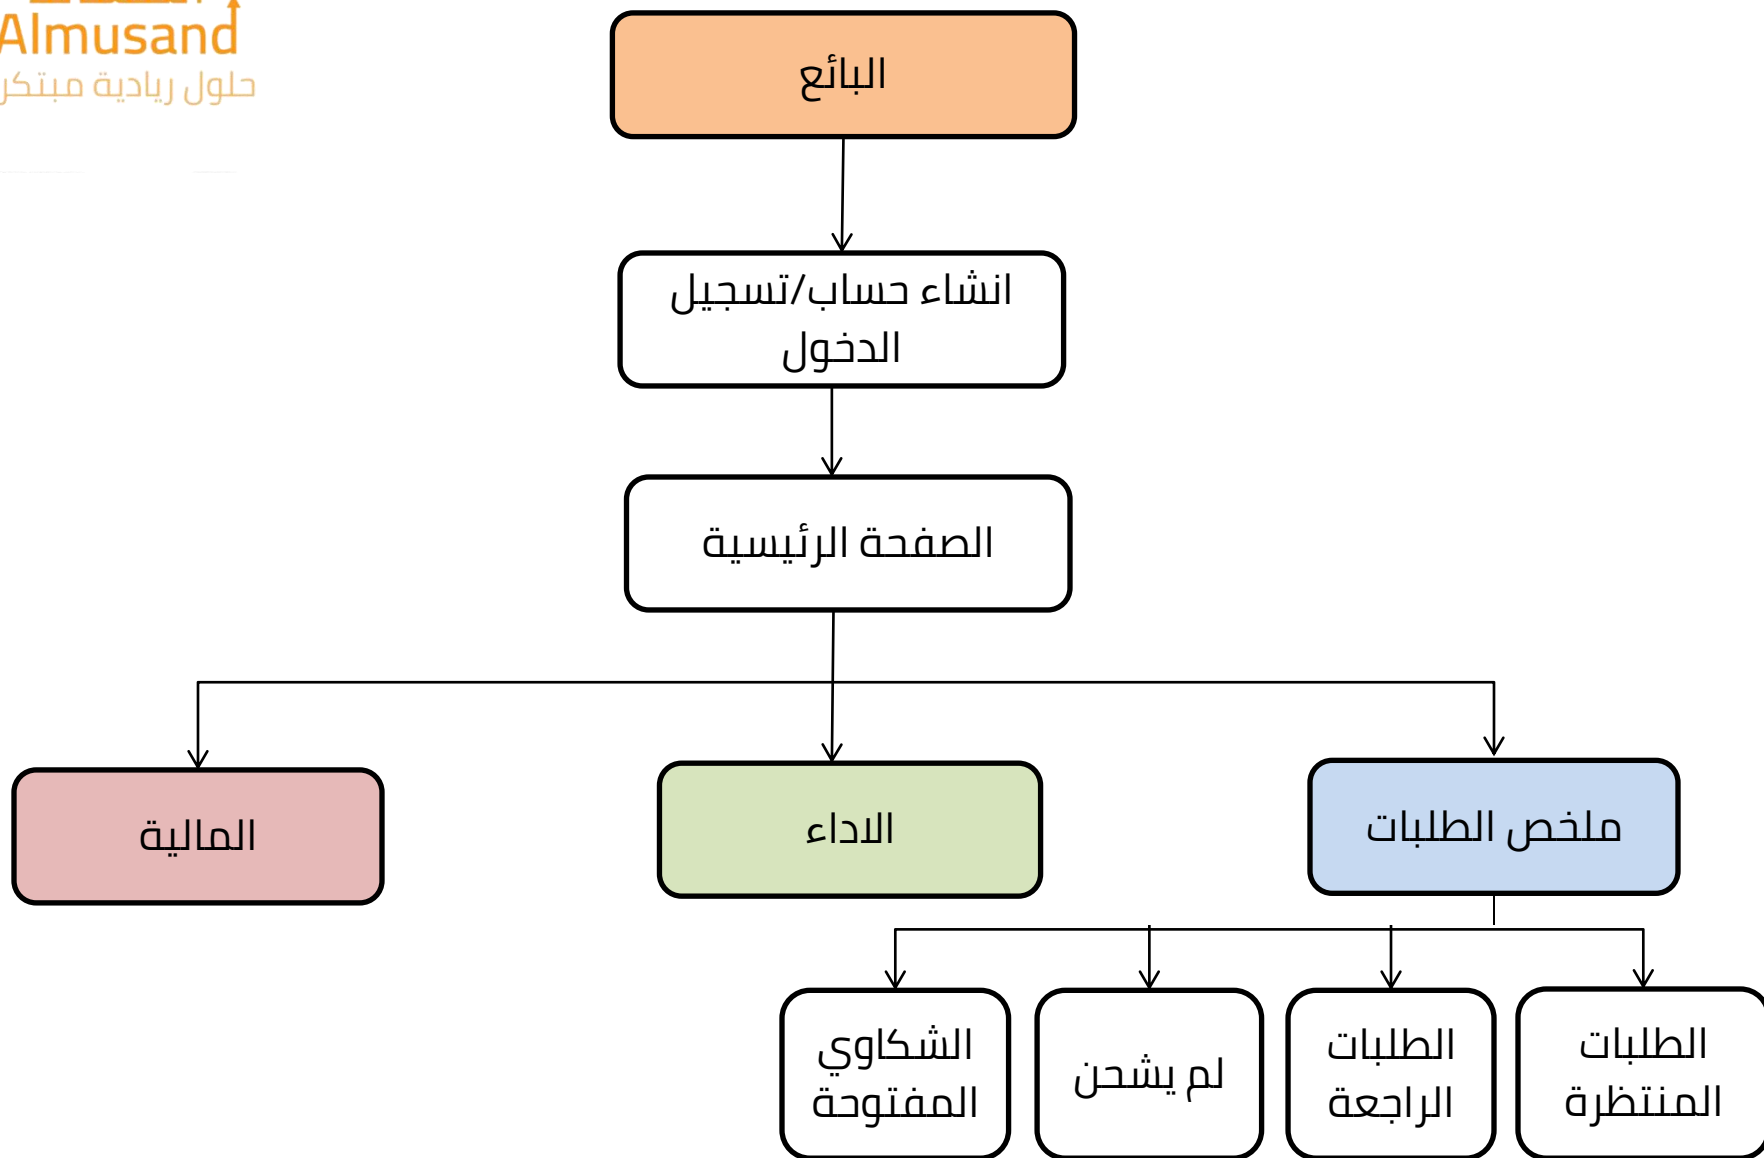 Almusand
حلول ريادية مبتكر
البائع
انشاء حساب/تسجيل
الدخول
الصفحة الرئيسية
ملخص الطلبات
الاداء
المالية
الطلبات
المنتظرة
الطلبات
الراجعة
لم يشحن
الشكاوي
المفتوحة